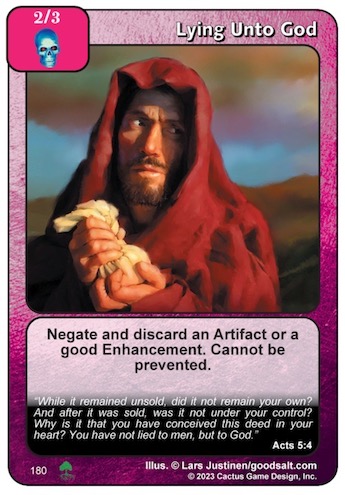 2/3
Lying Unto God
Negate and discard an Artifact or a
good Enhancement. Cannot be
prevented.
"While it remained unsold, did it not remain your own?
And after it was sold, was it not under your control?
Why is it that you have conceived this deed in your
heart? You have not lied to men, but to God."
Acts 5:4
Illus. © Lars Justinen/goodsalt.com
180
© 2023 Cactus Game Design, Inc.